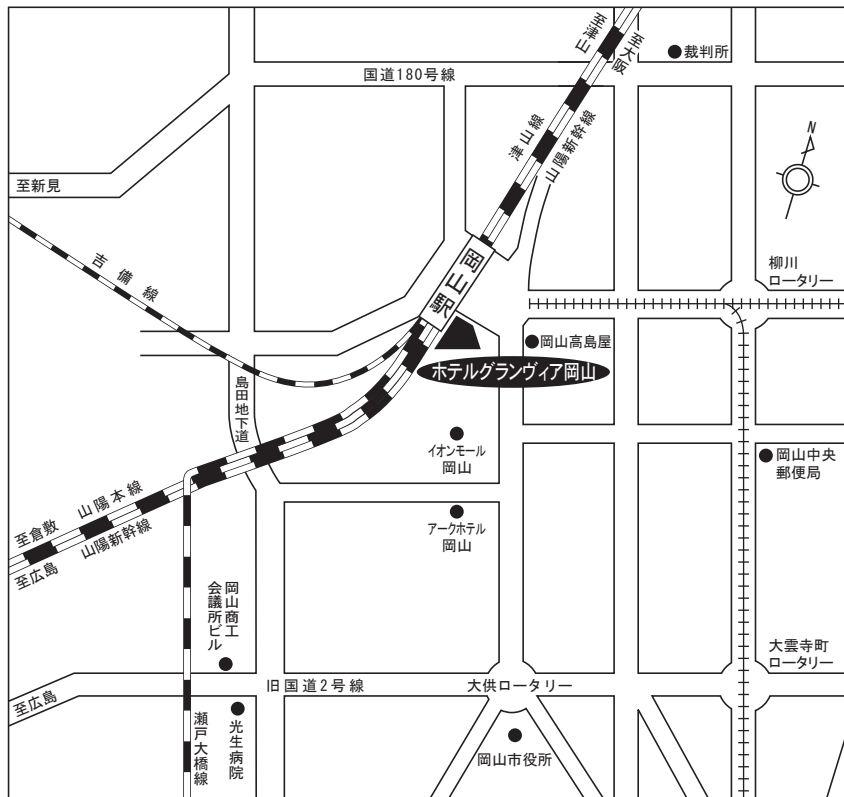 至津山
至大阪
裁判所
国道180号線
津山線
山陽新幹線
N
至新見
吉備線
岡山駅
柳川
ロータリー
岡山高島屋
ホテルグランヴィア岡山
島田地下道
イオンモール
岡山
岡山中央
郵便局
アークホテル
岡山
至倉敷
山陽本線
至広島
山陽新幹線
岡山商工
会議所ビル
大雲寺町
ロータリー
旧国道2号線
大供ロータリー
至広島
瀬戸大橋線
光生病院
岡山市役所